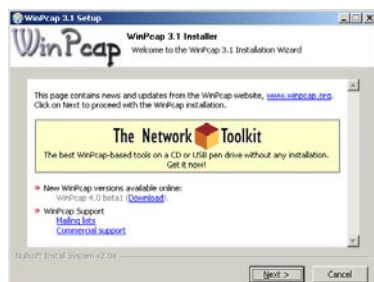 WinPcap 3.1 Setup
WinPcap
WinPcap 3.1 Installer
Welcome to the WinPcap 3.1 Installation Wizard
This page contains news and updates from the WinPcap website, www.winpcap.org.
Click on Next to proceed with the WinPcap installation.
The Network Toolkit
The best WinPcap-based tools on a CD or USB pen drive without any installation.
Get it now!
» New WinPcap versions available online:
WinPcap 4.0 beta1 (Download).
» WinPcap Support
Mailing lists
Commercial support
Nullsoft Install System v2.08
Next >
Cancel